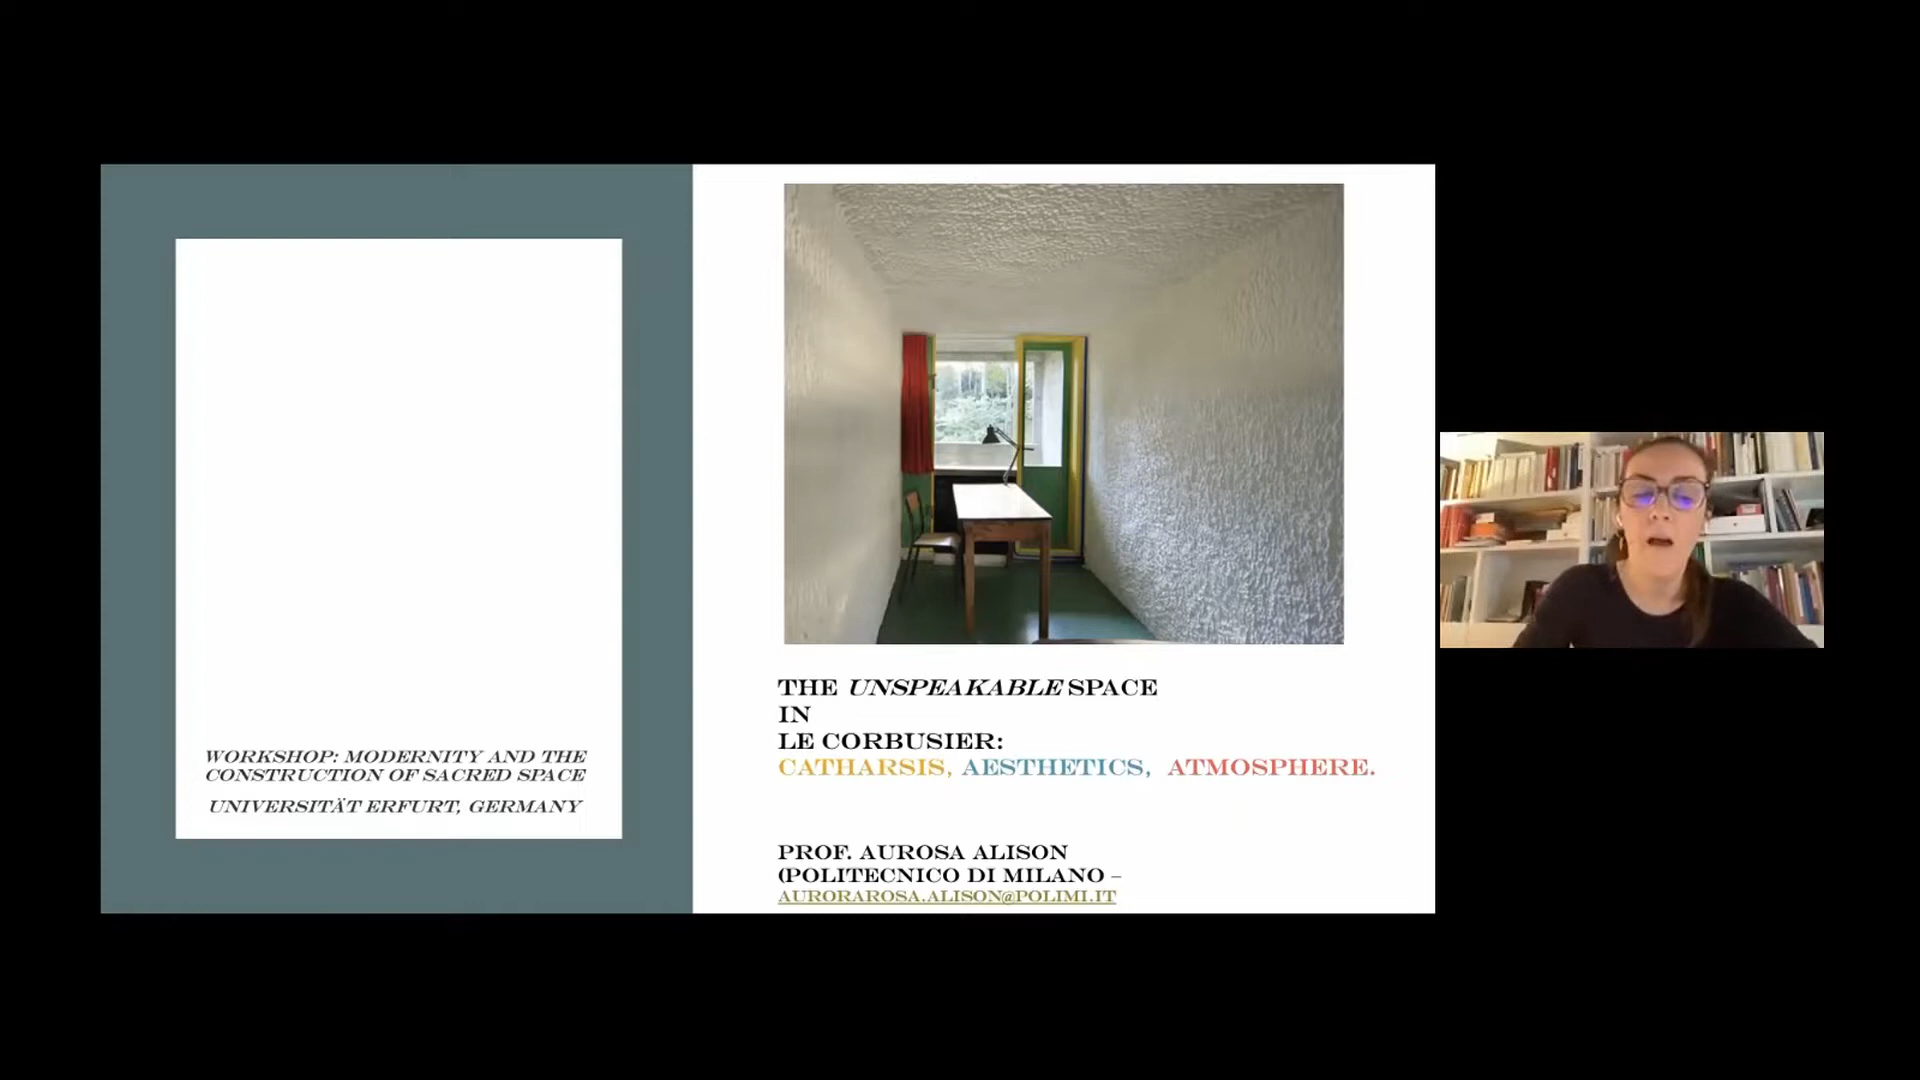 WORKSHOP: MODERNITY AND THE
CONSTRUCTION OF SACRED SPACE
UNIVERSITÄT ERFURT, GERMANY
THE UNSPEAKABLE SPACE
IN
LE CORBUSIER:
CATHARSIS, AESTHETICS, ATMOSPHERE.
PROF. AUROSA ALISON
(POLITECNICO DI MILANO –
AURORAROSA.ALISON@POLIMI.IT